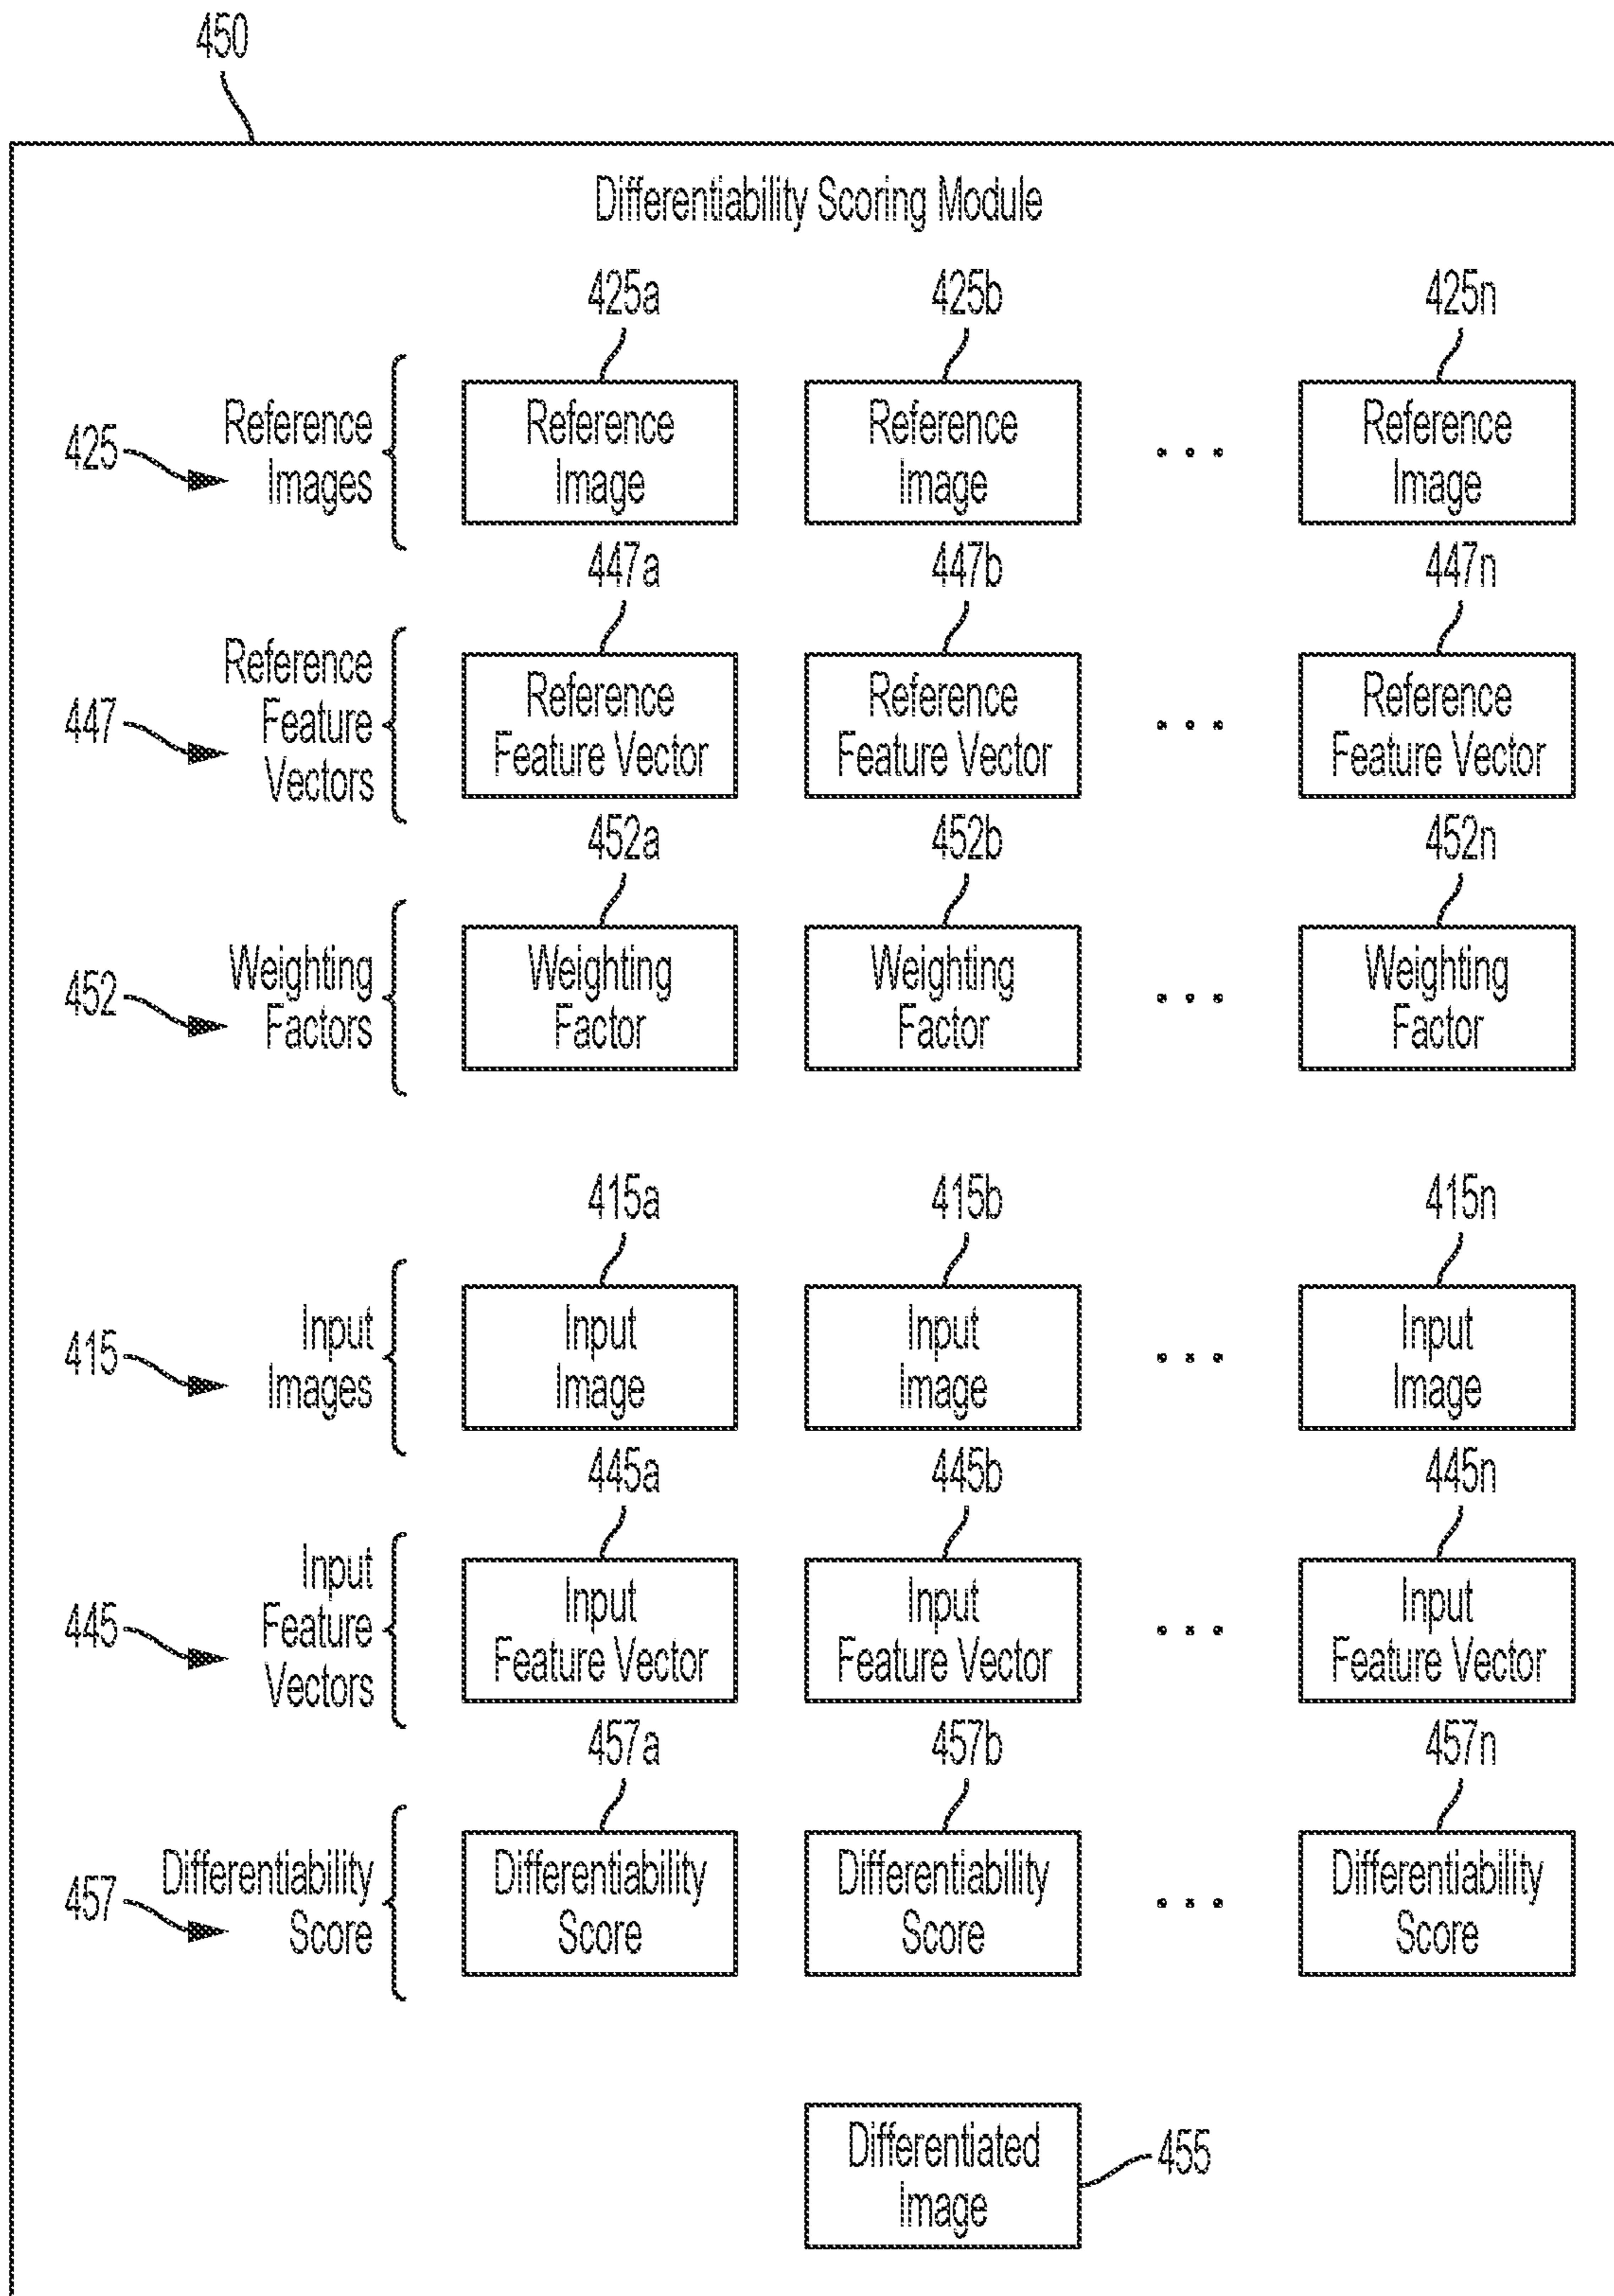 450
Differentiability Scoring Module
425a 425b 425n
425
Reference
Images
Reference
Image
Reference
Image
Reference
Image
447a 447b 447n
447
Reference
Feature
Vectors
Reference
Feature Vector
Reference
Feature Vector
Reference
Feature Vector
452a 452b 452n
452
Weighting
Factors
Weighting
Factor
Weighting
Factor
Weighting
Factor
415a 415b 415n
415
Input
Images
Input
Image
Input
Image
Input
Image
445a 445b 445n
445
Input
Feature
Vectors
Input
Feature Vector
Input
Feature Vector
Input
Feature Vector
457a 457b 457n
457
Differentiability
Score
Differentiability
Score
Differentiability
Score
Differentiability
Score
Differentiated
Image
455